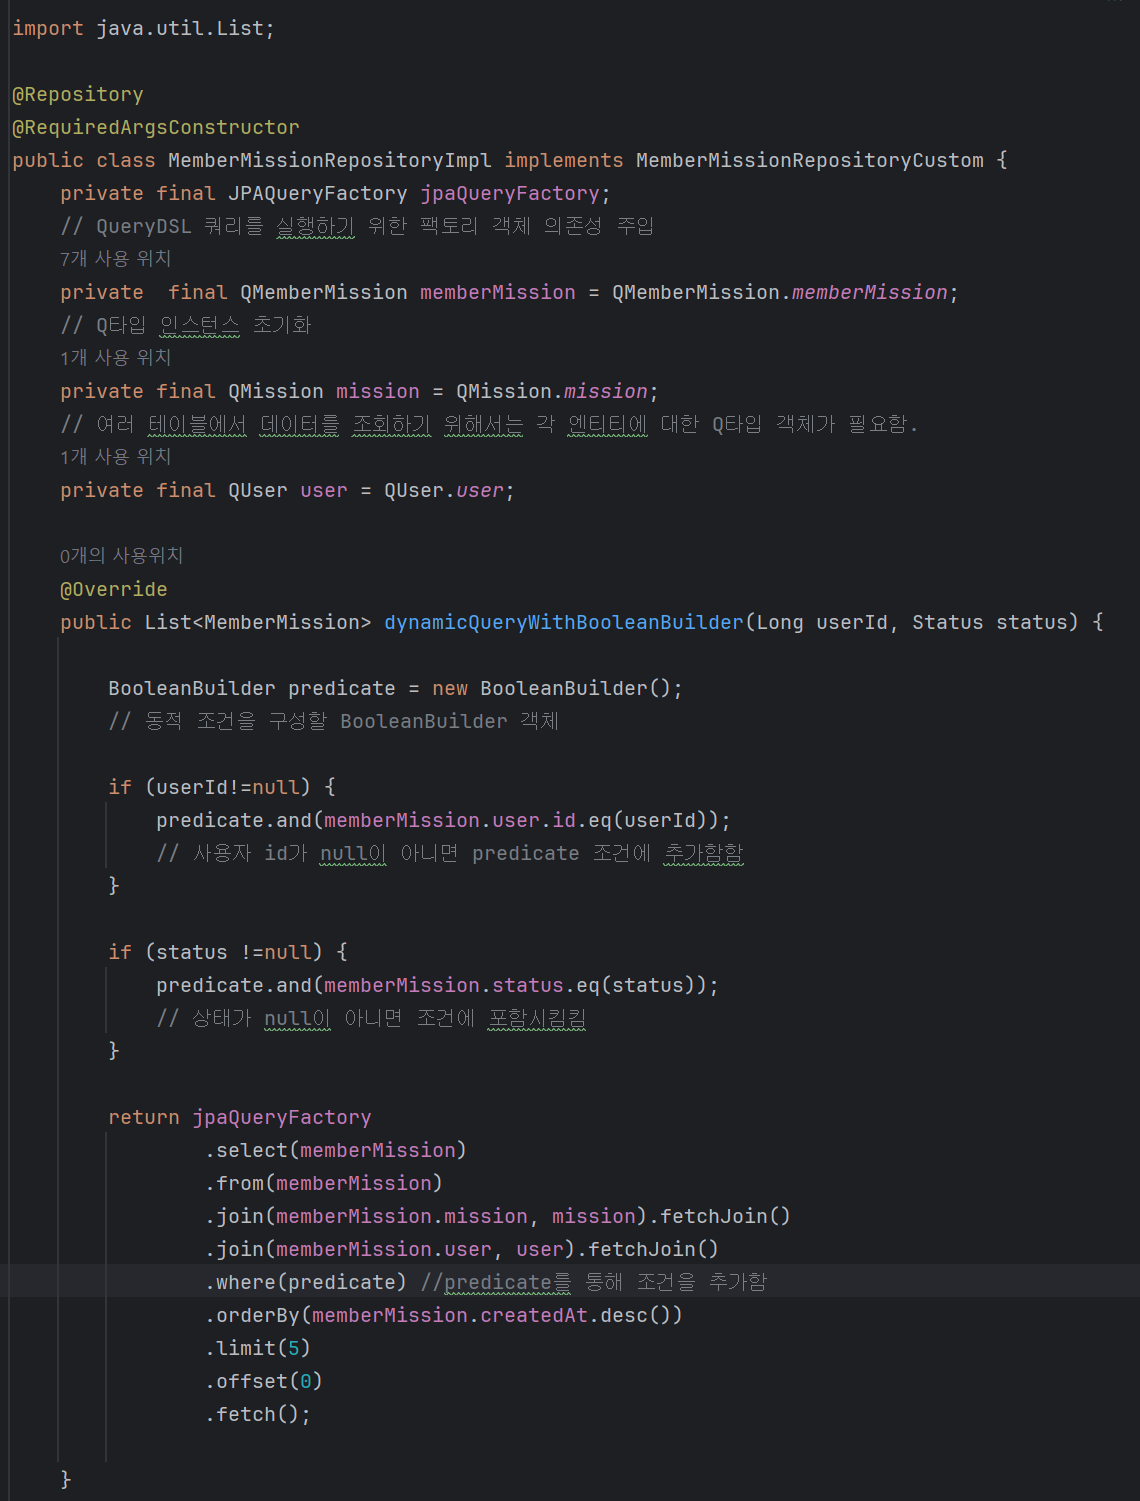 import java.util.List;
@Repository
@RequiredArgsConstructor
public class MemberMissionRepositoryImpl implements MemberMissionRepositoryCustom {
private final JPAQueryFactory jpaQueryFactory;
// QueryDSL 쿼리를 실행하기 위한 팩토리 객체 의존성 주입
7개 사용 위치
private  final QMemberMission memberMission = QMemberMission.memberMission;
// Q타입 인스턴스 초기화
1개 사용 위치
private final QMission mission = QMission.mission;
// 여러 테이블에서 데이터를 조회하기 위해서는 각 엔티티에 대한 Q타입 객체가 필요함.
1개 사용 위치
private final QUser user = QUser.user;
0개의 사용위치
@Override
public List<MemberMission> dynamicQueryWithBooleanBuilder(Long userId, Status status) {
BooleanBuilder predicate = new BooleanBuilder();
// 동적 조건을 구성할 BooleanBuilder 객체
if (userId!=null) {
predicate.and(memberMission.user.id.eq(userId));
// 사용자 id가 null이 아니면 predicate 조건에 추가함함
}
if (status !=null) {
predicate.and(memberMission.status.eq(status));
// 상태가 null이 아니면 조건에 포함시킴킴
}
return jpaQueryFactory
.select(memberMission)
.from(memberMission)
.join(memberMission.mission, mission).fetchJoin()
.join(memberMission.user, user).fetchJoin()
.where(predicate) //predicate를 통해 조건을 추가함
.orderBy(memberMission.createdAt.desc())
.limit(5)
.offset(0)
.fetch();
}